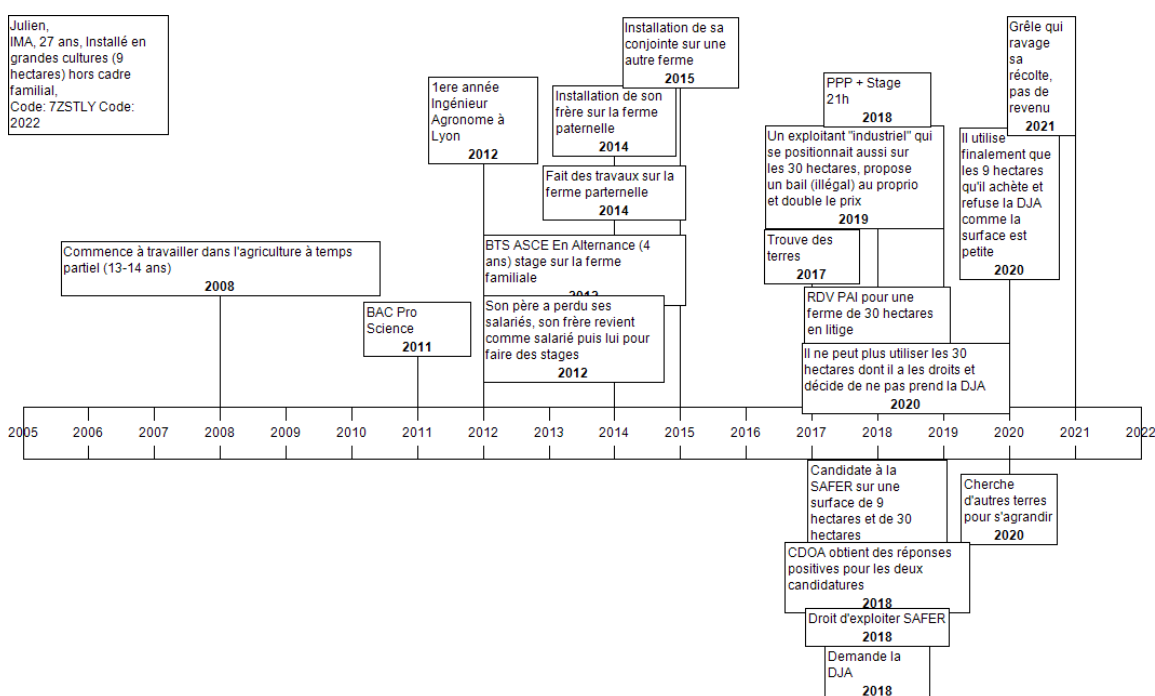 Julien,
IMA, 27 ans, Installé en
grandes cultures (9
hectares) hors cadre
familial,
Code: 7ZSTLY Code:
2022
Commence à travailler dans l'agriculture à temps
partiel (13-14 ans)
2008
BAC Pro
Science
2011
1ere année
Ingénieur
Agronome à
Lyon
2012
Installation de sa
conjointe sur une
autre ferme
2015
Installation de son
frère sur la ferme
paternelle
2014
Fait des travaux sur la
ferme parternelle
2014
BTS ASCE En Alternance (4
ans) stage sur la ferme
familiale
Son père a perdu ses
salariés, son frère revient
comme salarié puis lui pour
faire des stages
2012
PPP + Stage
21h
2018
Un exploitant "industriel" qui
se positionnait aussi sur
les 30 hectares, propose
un bail (illégal) au proprio
et double le prix
2019
Trouve des
terres
2017
RDV PAI pour une
ferme de 30 hectares
en litige
Il ne peut plus utiliser les 30
hectares dont il a les droits et
décide de ne pas prend la DJA
2020
Grêle qui
ravage
sa
récolte,
pas de
revenu
2021
Il utilise
finalement que
les 9 hectares
qu'il achète et
refuse la DJA
comme la
surface est
petite
2020
2005 2006 2007 2008 2009 2010 2011 2012 2013 2014 2015 2016 2017 2018 2019 2020 2021 2022
Candidate à la
SAFER sur une
surface de 9
hectares et de 30
hectares
CDOA obtient des réponses
positives pour les deux
candidatures
2018
Droit d'exploiter SAFER
2018
Demande la
DJA
2018
Cherche
d'autres terres
pour s'agrandir
2020